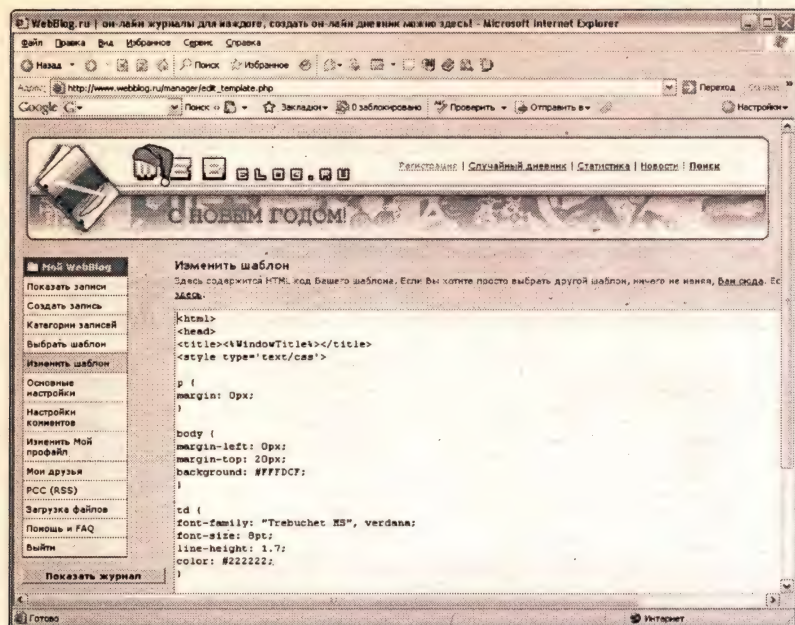 WebBlog.ru | он-лайн журналы для каждого, создать он-лайн дневник можно здесь! - Microsoft Internet Explorer
Файл Правка Вид Избранное Сервис Справка
Назад Поиск Избранное
Адрес: http://www.webblog.ru/manager/edit_template.php Переход
Google G Поиск Закладки 0 заблокировано Проверить Отправить в Настройки
BLOG.RU
Регистрация | Случайный дневник | Статистика | Новости | Поиск
С НОВЫМ ГОДОМ!
Мой WebBlog
Показать записи
Создать запись
Категории записей
Выбрать шаблон
Изменить шаблон
Основные
настройки
Настройки
комментов
Изменить Мой
профайл
Мои друзья
РСС (RSS)
Загрузка файлов
Помощь и FAQ
Выйти
Показать журнал
Изменить шаблон
Здесь содержится HTML код Вашего шаблона. Если Вы хотите просто выбрать другой шаблон, ничего не меняя, Вам сюда. Ес
здесь.
<html>
<head>
<title><%WindowTitle%></title>
<style type='text/css'>
p {
margin: 0px;
}
body {
margin-left: 0px;
margin-top: 20px;
background: #FFFDCF;
}
td {
font-family: "Trebuchet MS", verdana;
font-size: 8pt;
line-height: 1.7;
color: #222222;
}
Готово Интернет